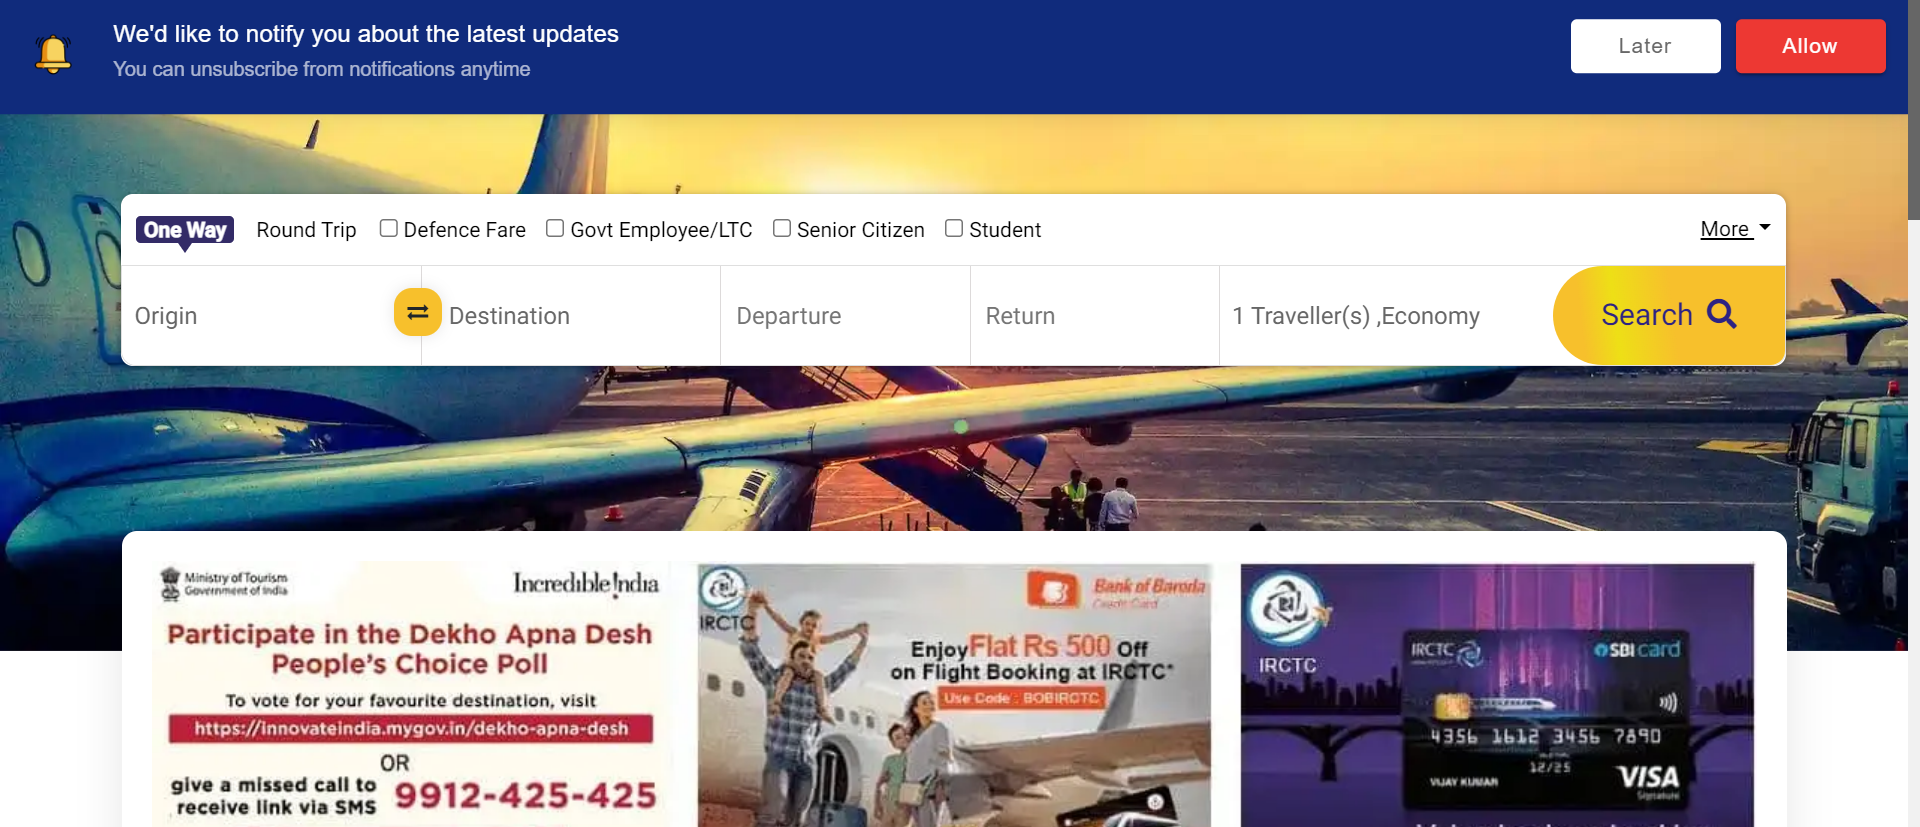 We'd like to notify you about the latest updates
You can unsubscribe from notifications anytime
Later
Allow
One Way
Round Trip
Defence Fare
Govt Employee/LTC
Senior Citizen
Student
More
Origin
Destination
Departure
Return
1 Traveller(s) ,Economy
Search
Ministry of Tourism
Government of India
Incredible !ndia
Participate in the Dekho Apna Desh
People's Choice Poll
To vote for your favourite destination, visit
https://innovateindia.mygov.in/dekho-apna-desh
OR
give a missed call to
receive link via SMS
9912-425-425
IRCTC
Bank of Baroda
Credit Card
Enjoy Flat Rs 500 Off
on Flight Booking at IRCTC*
Use Code : BOBIRCTC
IRCTC
IRCTC
SBI card
4356 1612 3456 7890
12/25
VIJAY KUMAR
VISA
Signature